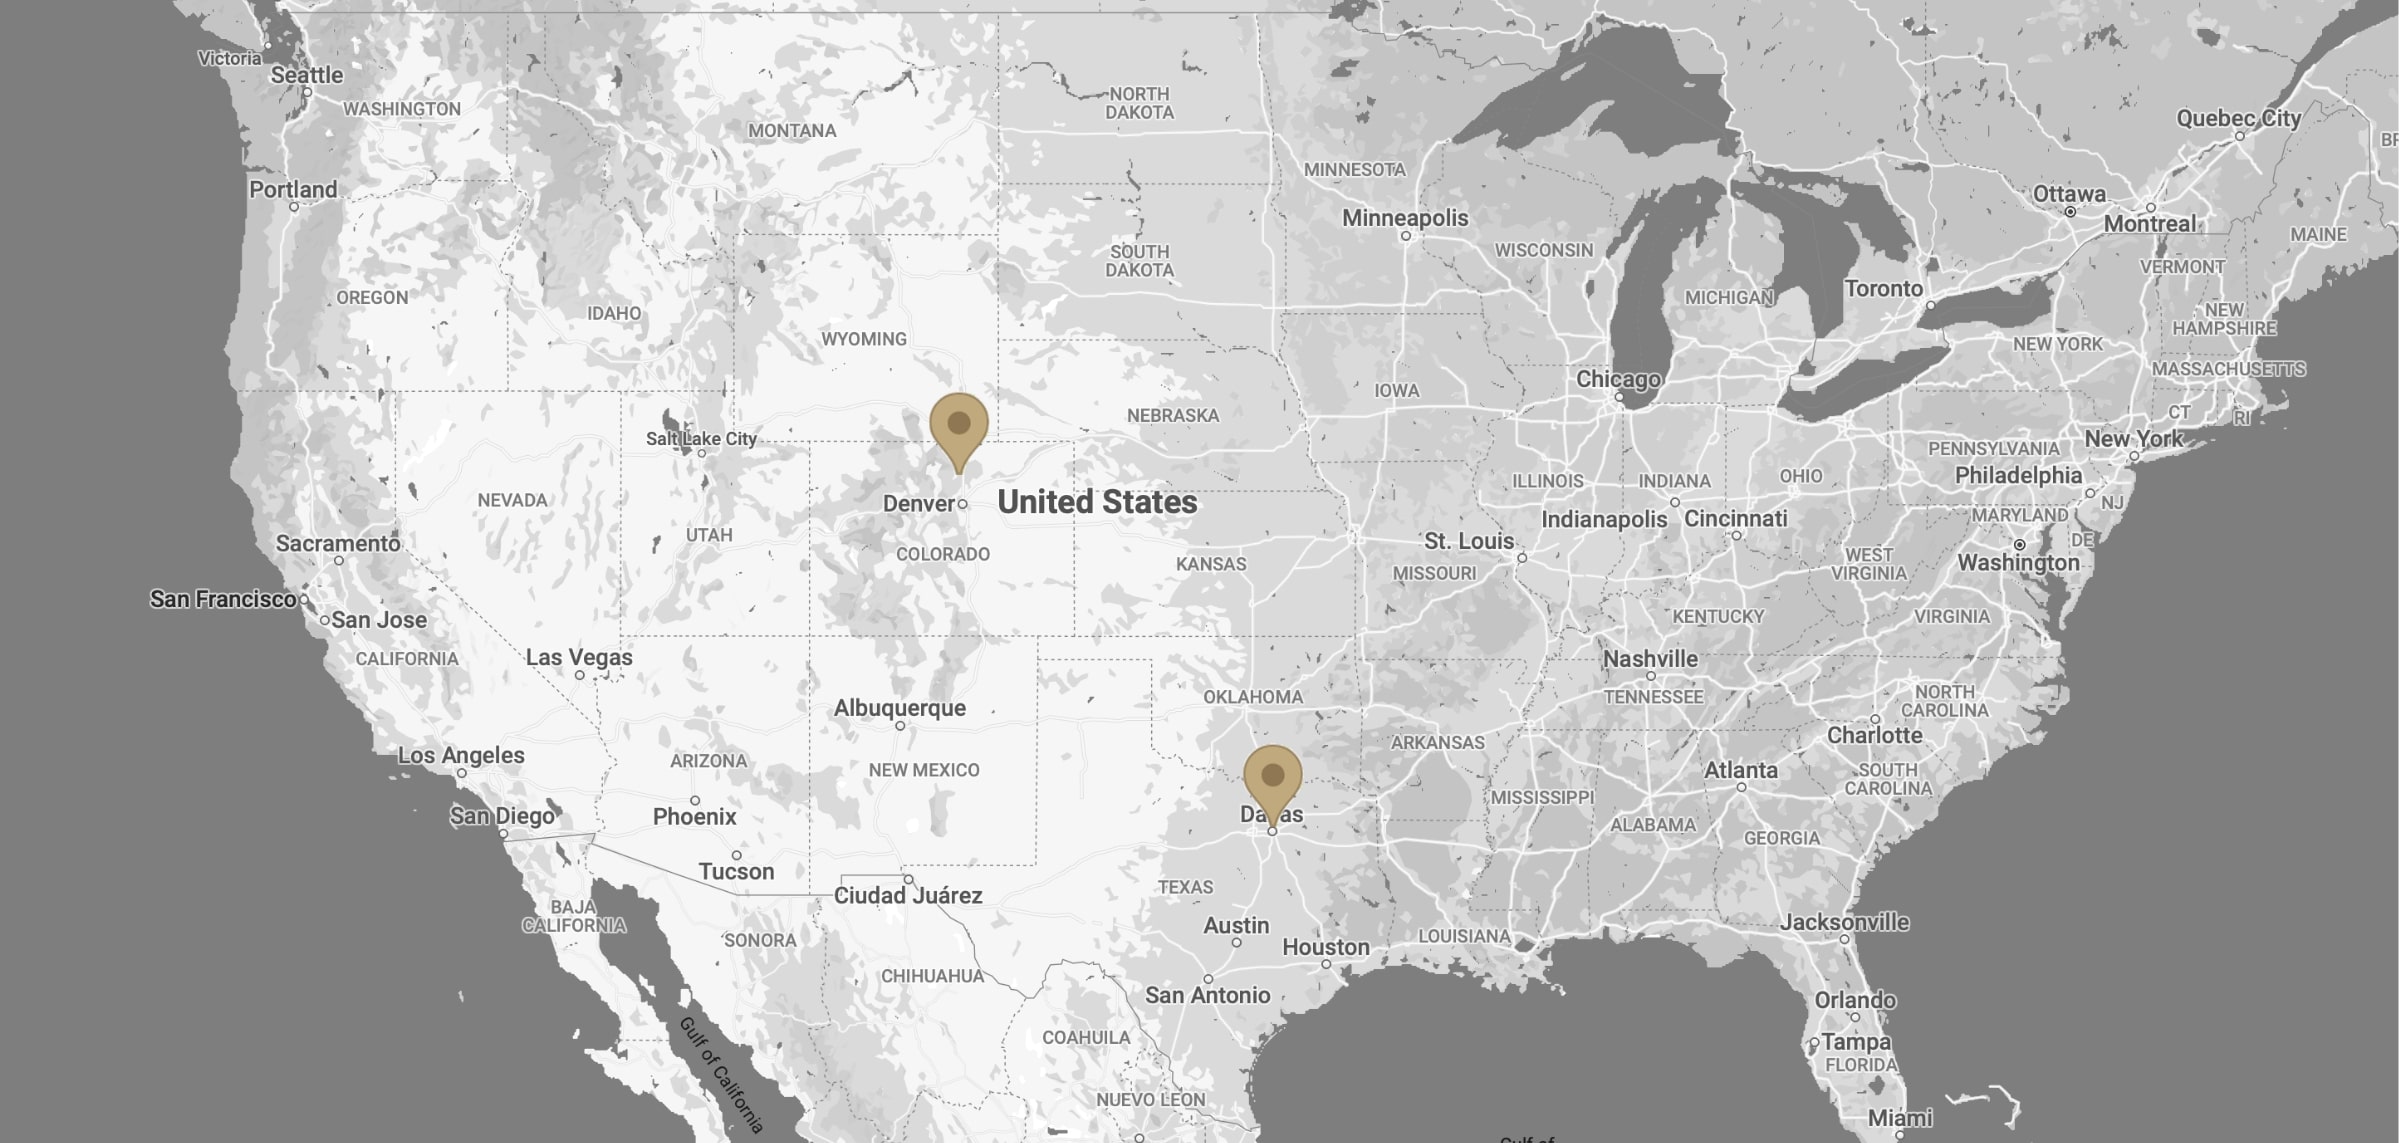 Victoria
Seattle
WASHINGTON
MONTANA
NORTH
DAKOTA
Quebec City
MINNESOTA
Portland
Ottawa
Minneapolis
Montreal
MAINE
SOUTH
DAKOTA
WISCONSIN
VERMONT
OREGON
IDAHO
MICHIGAN
Toronto
NEW
HAMPSHIRE
WYOMING
NEW YORK
MASSACHUSETTS
Chicago
IOWA
NEBRASKA
CT
RI
Salt Lake City
New York
PENNSYLVANIA
Philadelphia
NEVADA
Denver
United States
ILLINOIS
INDIANA
OHIO
NJ
Indianapolis
Cincinnati
MARYLAND
UTAH
Sacramento
COLORADO
KANSAS
St. Louis
MISSOURI
WEST
VIRGINIA
DE
Washington
San Francisco
San Jose
KENTUCKY
VIRGINIA
CALIFORNIA
Las Vegas
Nashville
TENNESSEE
OKLAHOMA
NORTH
CAROLINA
Albuquerque
Charlotte
ARKANSAS
Los Angeles
ARIZONA
NEW MEXICO
Atlanta
SOUTH
CAROLINA
San Diego
Phoenix
Dallas
MISSISSIPPI
ALABAMA
GEORGIA
Tucson
Ciudad Juárez
TEXAS
BAJA
CALIFORNIA
SONORA
Austin
Houston
LOUISIANA
Jacksonville
CHIHUAHUA
San Antonio
Orlando
Gulf of California
COAHUILA
Tampa
FLORIDA
NUEVO LEON
Miami
Gulf of